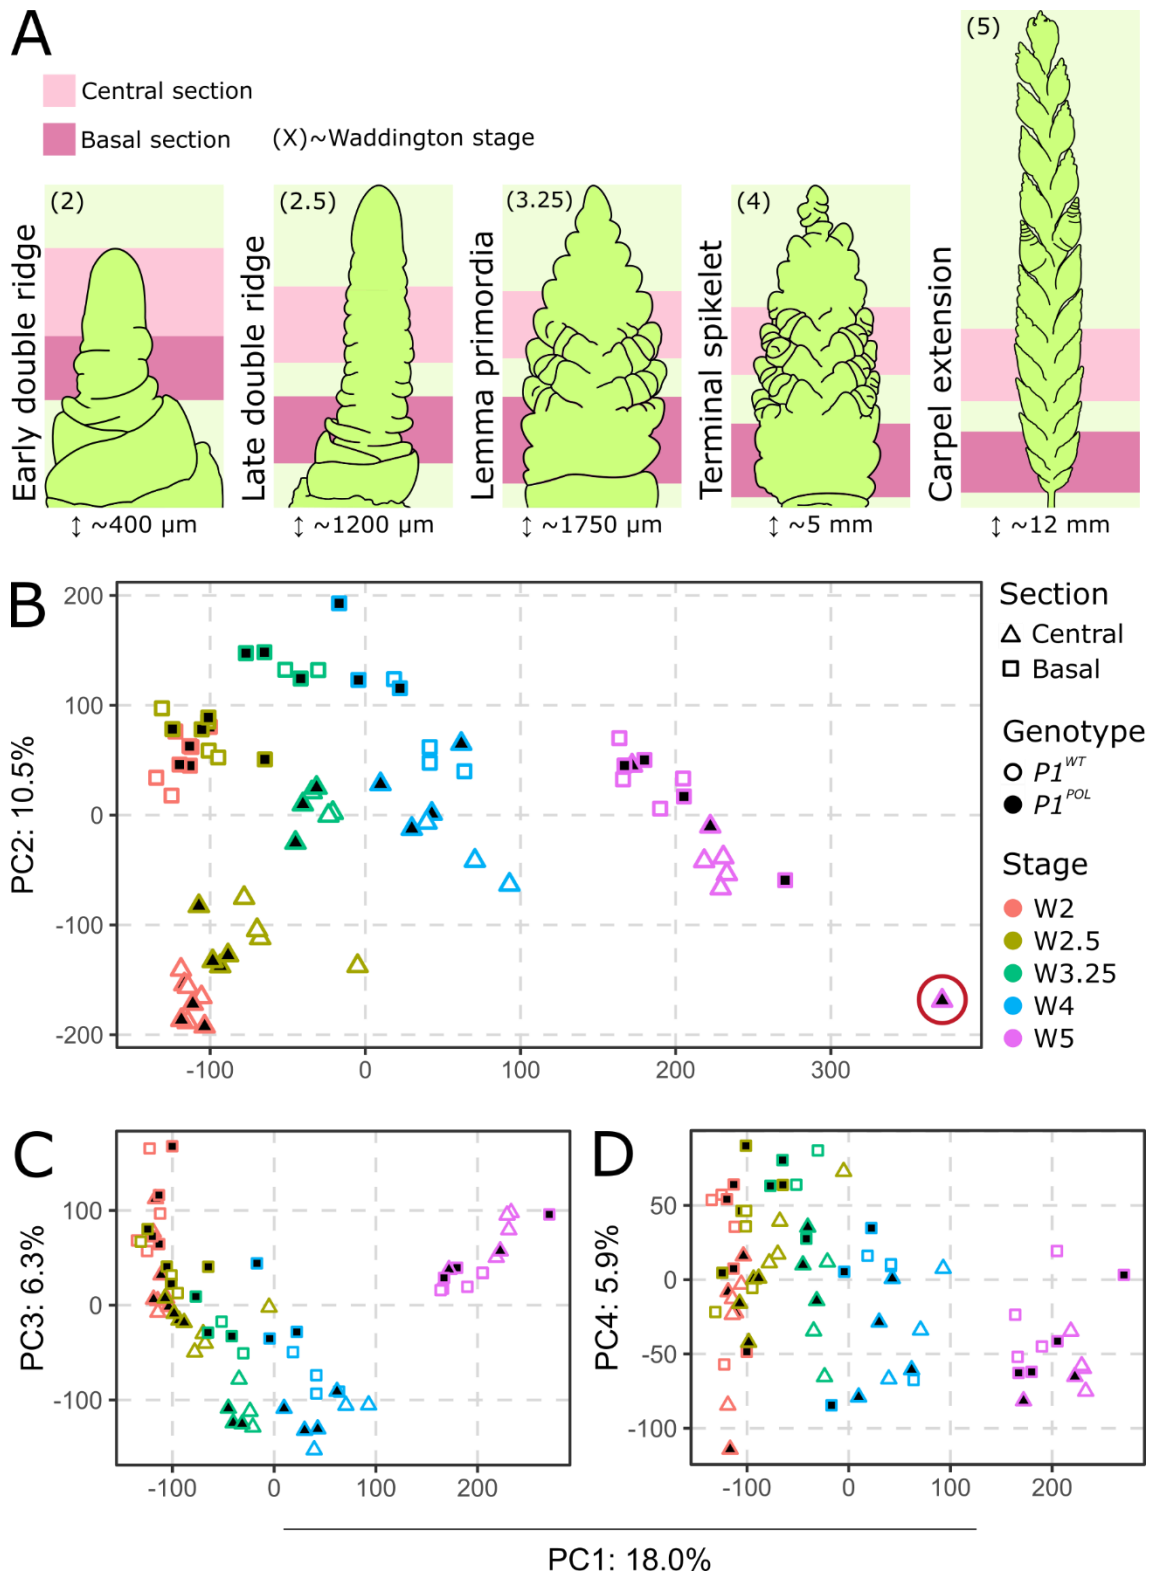 A
Central section
Basal section
(X)~Waddington stage
(2)
Early double ridge
↕ ~400 µm
(2.5)
Late double ridge
↕ ~1200 µm
(3.25)
Lemma primordia
↕ ~1750 µm
(4)
Terminal spikelet
↕ ~5 mm
(5)
Carpel extension
↕ ~12 mm
B
PC2: 10.5%
200
100
0
-100
-200
-100 0 100 200 300
Section
Central
Basal
Genotype
P1WT
P1POL
Stage
W2
W2.5
W3.25
W4
W5
C
PC3: 6.3%
100
0
-100
-100 0 100 200
D
PC4: 5.9%
50
0
-50
-100
-100 0 100 200
PC1: 18.0%